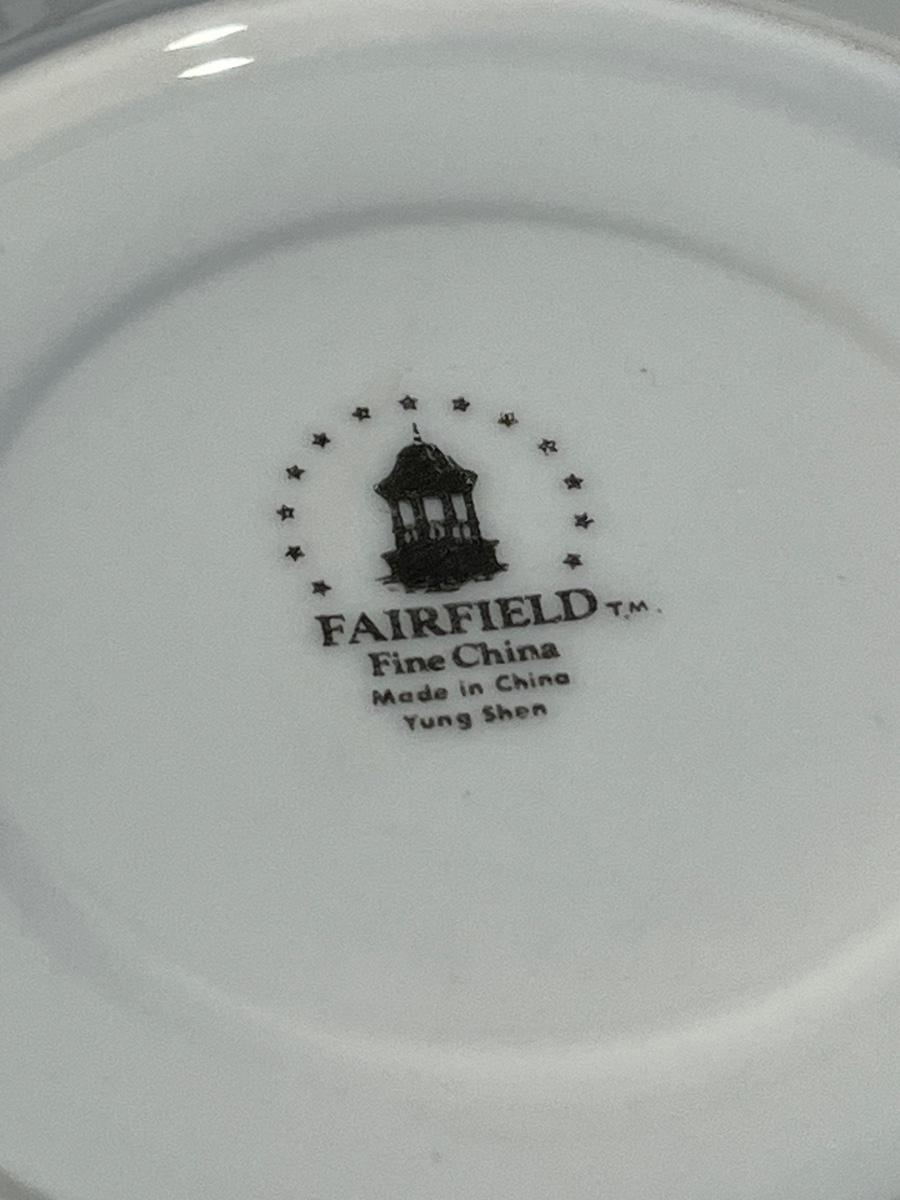 FAIRFIELD T.M.
Fine China
Made in China
Yung Shen